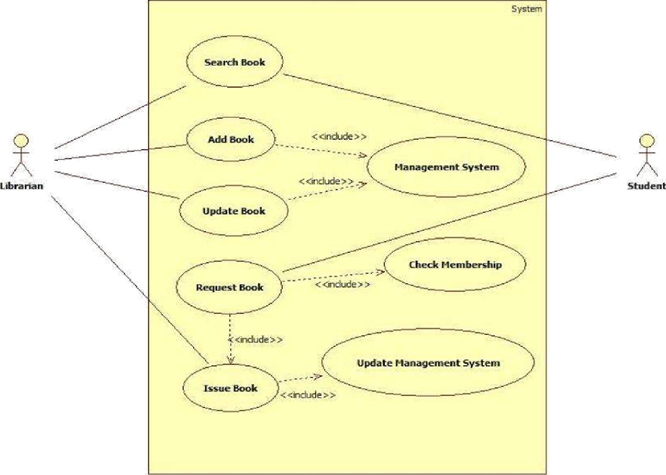 System
Search Book
Add Book
<<include>>
Management System
Librarian
Student
<<include>>
Update Book
Check Membership
Request Book
<<include>>
<<include>>
Update Management System
Issue Book
<<include>>